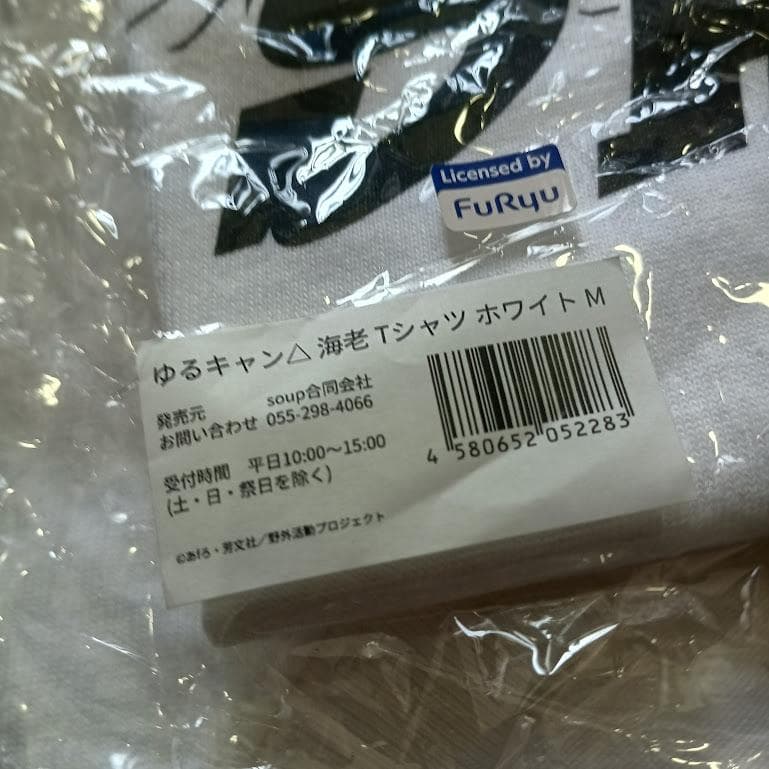 Licensed by
FuRyu
ゆるキャン△ 海老 Tシャツ ホワイト M
発売元 soup合同会社
お問い合わせ 055-298-4066
受付時間 平日10:00〜15:00
(土・日・祭日を除く)
©あfろ・芳文社/野外活動プロジェクト
4 580652 052283